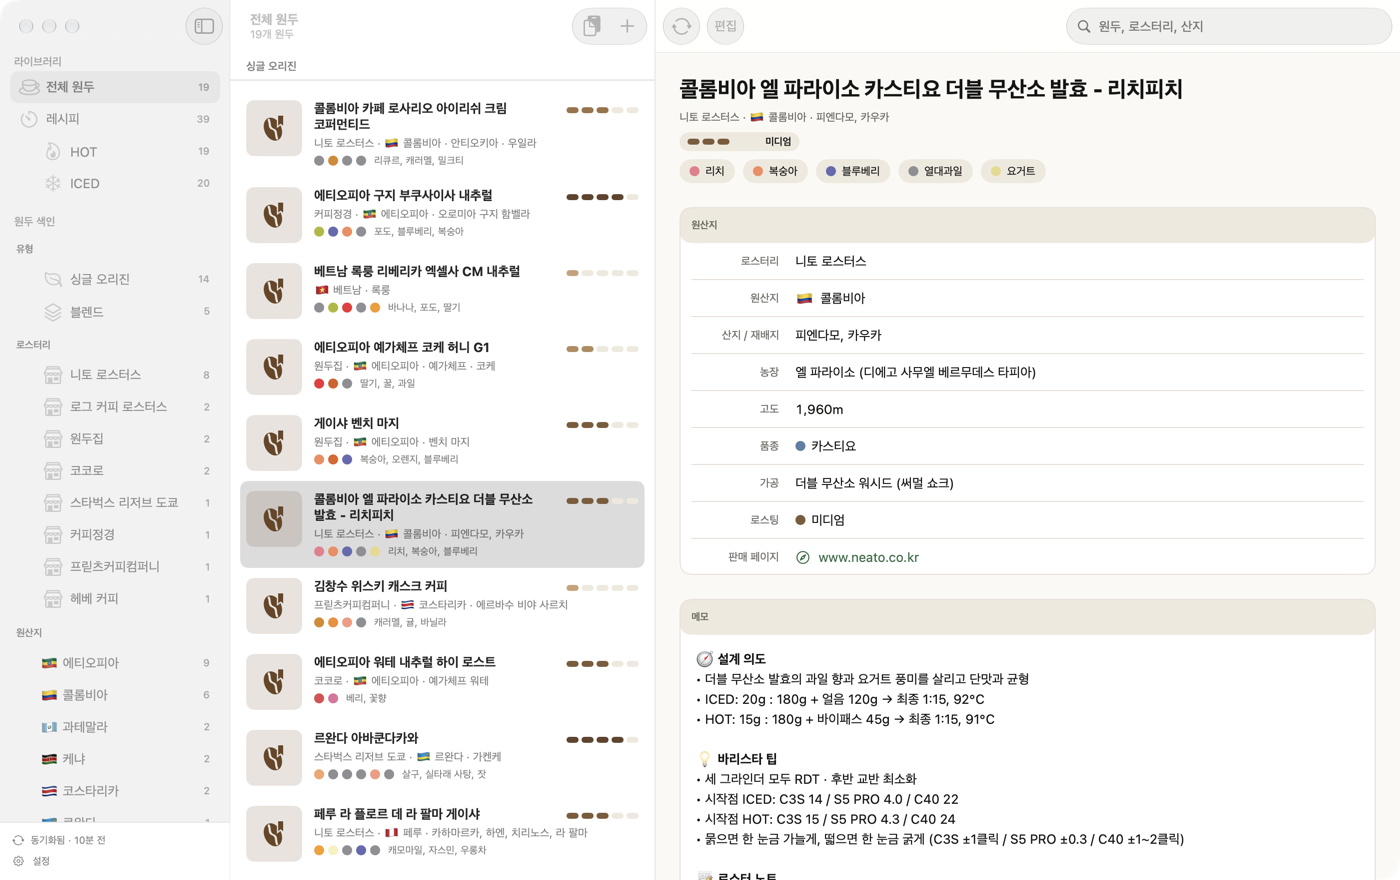 라이브러리
전체 원두 19
레시피 39
HOT 19
ICED 20
원두 색인
유형
싱글 오리진 14
블렌드 5
로스터리
니토 로스터스 8
로그 커피 로스터스 2
원두집 2
코코로 2
스타벅스 리저브 도쿄 1
커피정경 1
프릳츠커피컴퍼니 1
헤베 커피 1
원산지
에티오피아 9
콜롬비아 6
과테말라 2
케냐 2
코스타리카 2
동기화됨 · 10분 전
설정
전체 원두
19개 원두
싱글 오리진
콜롬비아 카페 로사리오 아이리쉬 크림
코퍼먼티드
니토 로스터스 · 콜롬비아 · 안티오키아 · 우일라
리큐르, 캐러멜, 밀크티
에티오피아 구지 부쿠사이사 내추럴
커피정경 · 에티오피아 · 오로미아 구지 함벨라
포도, 블루베리, 복숭아
베트남 록룽 리베리카 엑셀사 CM 내추럴
베트남 · 록룽
바나나, 포도, 딸기
에티오피아 예가체프 코케 허니 G1
원두집 · 에티오피아 · 예가체프 · 코케
딸기, 꿀, 과일
게이샤 벤치 마지
원두집 · 에티오피아 · 벤치 마지
복숭아, 오렌지, 블루베리
콜롬비아 엘 파라이소 카스티요 더블 무산소
발효 - 리치피치
니토 로스터스 · 콜롬비아 · 피엔다모, 카우카
리치, 복숭아, 블루베리
김창수 위스키 캐스크 커피
프릳츠커피컴퍼니 · 코스타리카 · 에르바수 비야 사르치
캐러멜, 귤, 바닐라
에티오피아 워테 내추럴 하이 로스트
코코로 · 에티오피아 · 예가체프 워테
베리, 꽃향
르완다 아바쿤다카와
스타벅스 리저브 도쿄 · 르완다 · 가켄케
살구, 실타래 사탕, 잣
페루 라 플로르 데 라 팔마 게이샤
니토 로스터스 · 페루 · 카하마르카, 하엔, 치리노스, 라 팔마
캐모마일, 자스민, 우롱차
편집
원두, 로스터리, 산지
콜롬비아 엘 파라이소 카스티요 더블 무산소 발효 - 리치피치
니토 로스터스 · 콜롬비아 · 피엔다모, 카우카
미디엄
리치 복숭아 블루베리 열대과일 요거트
원산지
로스터리 니토 로스터스
원산지 콜롬비아
산지 / 재배지 피엔다모, 카우카
농장 엘 파라이소 (디에고 사무엘 베르무데스 타피아)
고도 1,960m
품종 카스티요
가공 더블 무산소 워시드 (써멀 쇼크)
로스팅 미디엄
판매 페이지 www.neato.co.kr
메모
🧭 설계 의도
• 더블 무산소 발효의 과일 향과 요거트 풍미를 살리고 단맛과 균형
• ICED: 20g : 180g + 얼음 120g → 최종 1:15, 92°C
• HOT: 15g : 180g + 바이패스 45g → 최종 1:15, 91°C
💡 바리스타 팁
• 세 그라인더 모두 RDT · 후반 교반 최소화
• 시작점 ICED: C3S 14 / S5 PRO 4.0 / C40 22
• 시작점 HOT: C3S 15 / S5 PRO 4.3 / C40 24
• 묽으면 한 눈금 가늘게, 떫으면 한 눈금 굵게 (C3S ±1클릭 / S5 PRO ±0.3 / C40 ±1~2클릭)